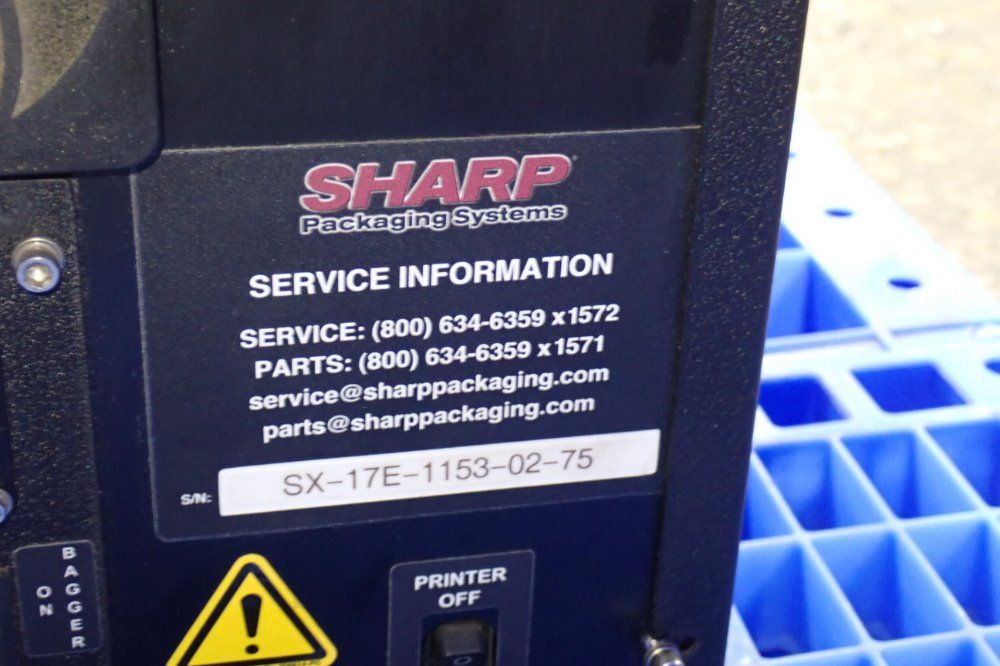 SHARP
Packaging Systems
SERVICE INFORMATION
SERVICE: (800) 634-6359 x1572
PARTS: (800) 634-6359 x1571
service@sharppackaging.com
parts@sharppackaging.com
S/N: SX-17E-1153-02-75
BAGGER
ON
PRINTER
OFF